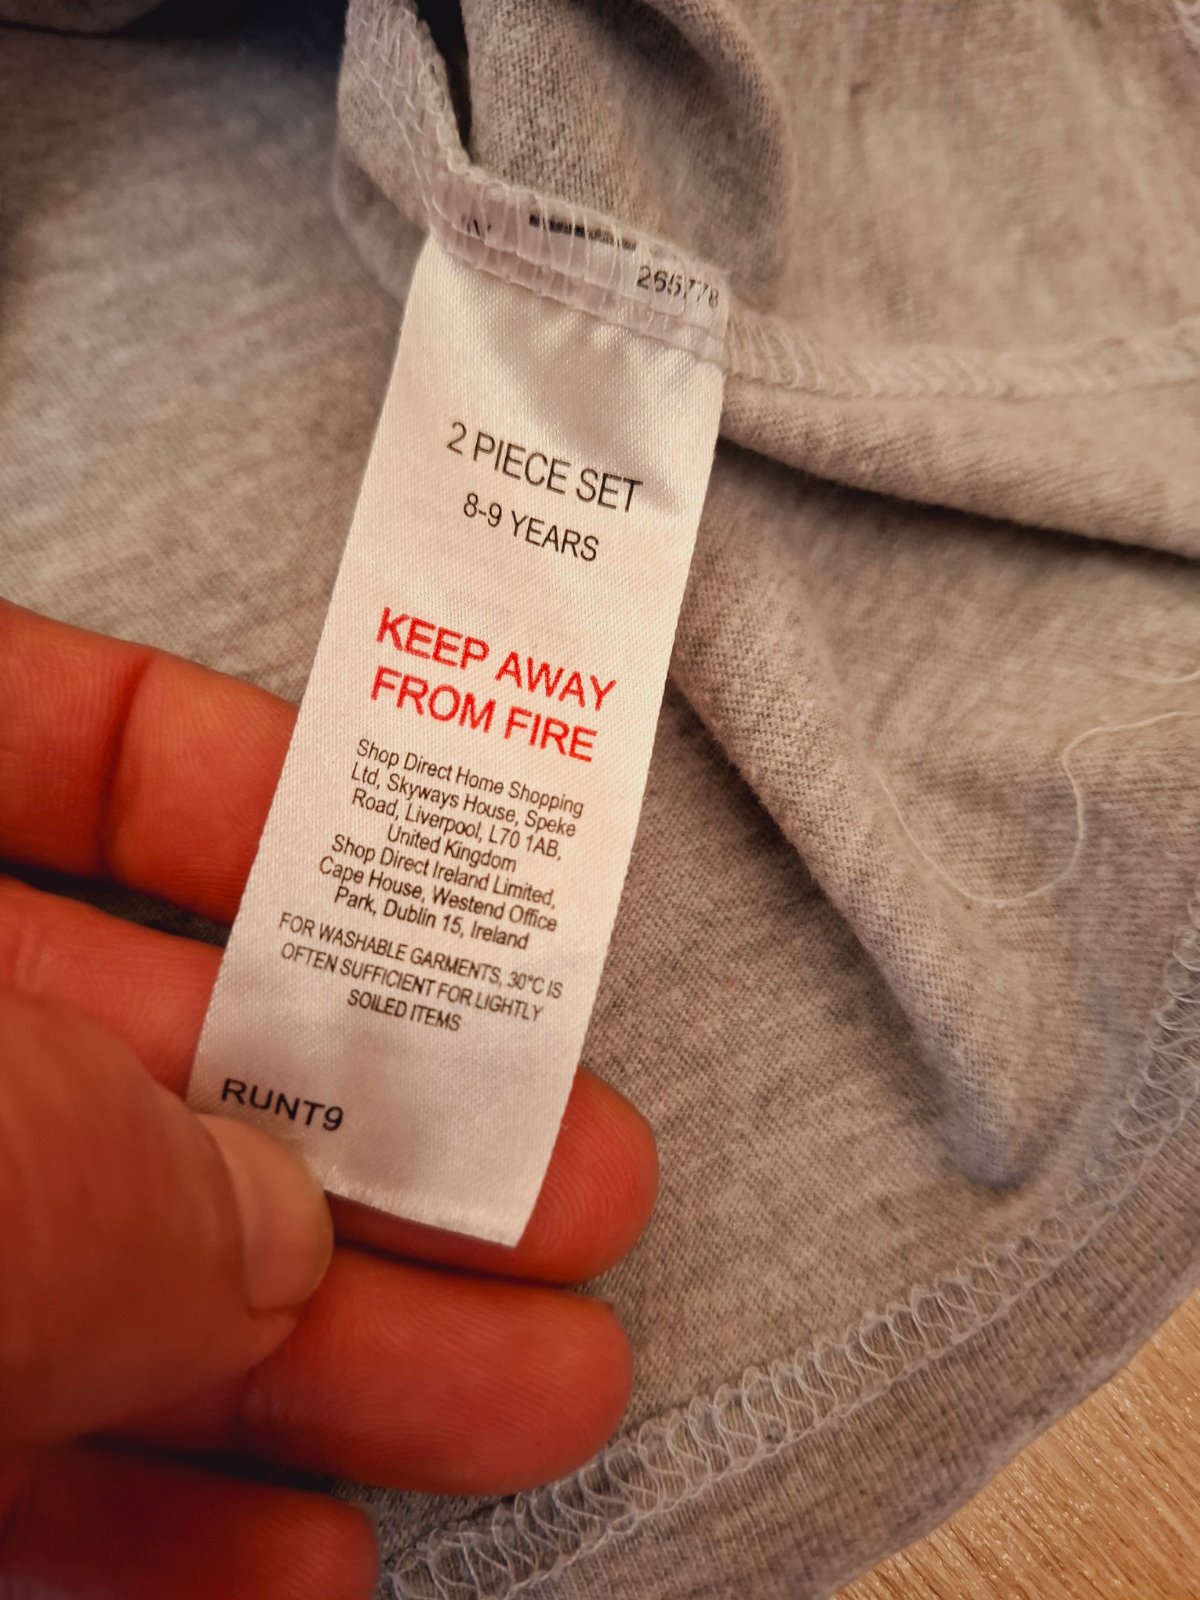 265778
2 PIECE SET
8-9 YEARS
KEEP AWAY
FROM FIRE
Shop Direct Home Shopping
Ltd, Skyways House, Speke
Road, Liverpool, L70 1AB,
United Kingdom
Shop Direct Ireland Limited,
Cape House, Westend Office
Park, Dublin 15, Ireland
FOR WASHABLE GARMENTS, 30°C IS
OFTEN SUFFICIENT FOR LIGHTLY
SOILED ITEMS
RUNT9